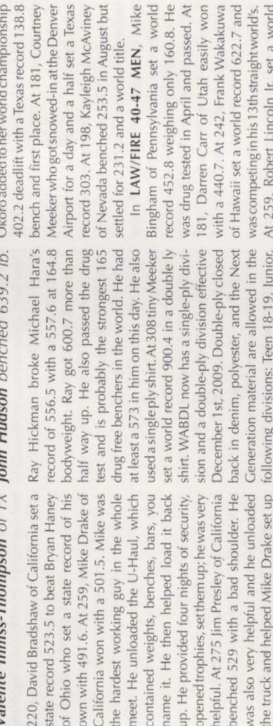 of TX
220, David Bradshaw of California set a
state record 523.5 to beat Bryan Haney
of Ohio who set a state record of his
own with 491.6. At 259, Mike Drake of
California won with a 501.5. Mike was
the hardest working guy in the whole
meet. He unloaded the U-Haul, which
contained weights, benches, bars, you
name it. He then helped load it back
up. He provided four nights of security,
opened trophies, set them up; he was very
helpful. At 275 Jim Presley of California
benched 529 with a bad shoulder. He
was also very helpful and he unloaded
the truck and helped Mike Drake set up
John Hudson benched 639.2 lb.
Ray Hickman broke Michael Hara's
record of 556.5 with a 557.6 at 164.8
bodyweight. Ray got 600.7 more than
half way up. He also passed the drug
test and is probably the strongest 165
drug free benchers in the world. He had
at least a 573 in him on this day. He also
used a single ply shirt. At 308 tiny Meeker
set a world record 900.4 in a double ly
shirt. WABDL now has a single-ply divi-
sion and a double-ply division effective
December 1st, 2009. Double-ply closed
back in denim, polyester, and the Next
Generation material are allowed in the
following divisions: Teen 18-19, Junior,
Okoro added to her world championship
402.2 deadlift with a Texas record 138.8
bench and first place. At 181, Courtney
Meeker who got snowed-in at the Denver
Airport for a day and a half set a Texas
record 303. At 198, Kayleigh McAviney
of Nevada benched 253.5 in August but
settled for 231.2 and a world title.
In LAW/FIRE 40-47 MEN, Mike
Bingham of Pennsylvania set a world
record 452.8 weighing only 160.8. He
was drug tested in April and passed. At
181, Darren Carr of Utah easily won
with a 440.7. At 242, Frank Wakakuwa
of Hawaii set a world record 622.7 and
was competing in his 13th straight world's.
At 259, Robert Hropul Jr. set a world